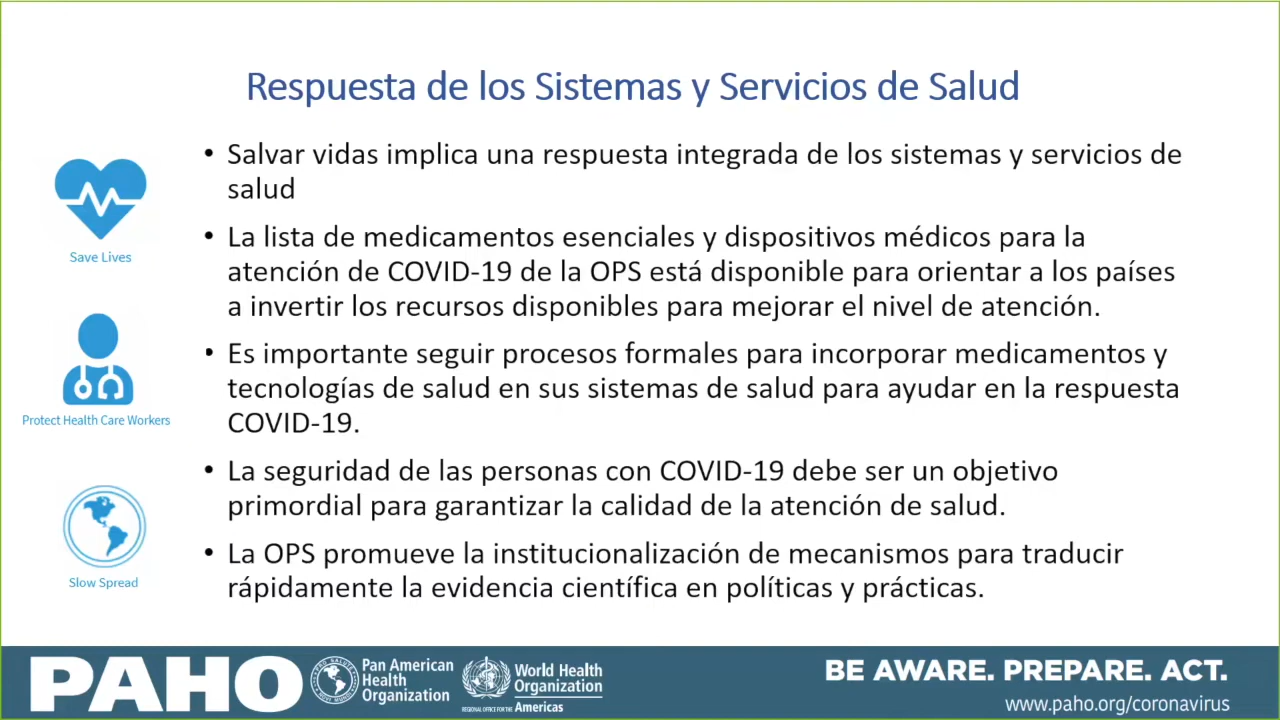 Respuesta de los Sistemas y Servicios de Salud
• Salvar vidas implica una respuesta integrada de los sistemas y servicios de
salud
• La lista de medicamentos esenciales y dispositivos médicos para la
atención de COVID-19 de la OPS está disponible para orientar a los países
a invertir los recursos disponibles para mejorar el nivel de atención.
• Es importante seguir procesos formales para incorporar medicamentos y
tecnologías de salud en sus sistemas de salud para ayudar en la respuesta
COVID-19.
• La seguridad de las personas con COVID-19 debe ser un objetivo
primordial para garantizar la calidad de la atención de salud.
• La OPS promueve la institucionalización de mecanismos para traducir
rápidamente la evidencia científica en políticas y prácticas.
Save Lives
Protect Health Care Workers
Slow Spread
PAHO
Pan American
Health
Organization
World Health
Organization
REGIONAL OFFICE FOR THE Americas
BE AWARE. PREPARE. ACT.
www.paho.org/coronavirus